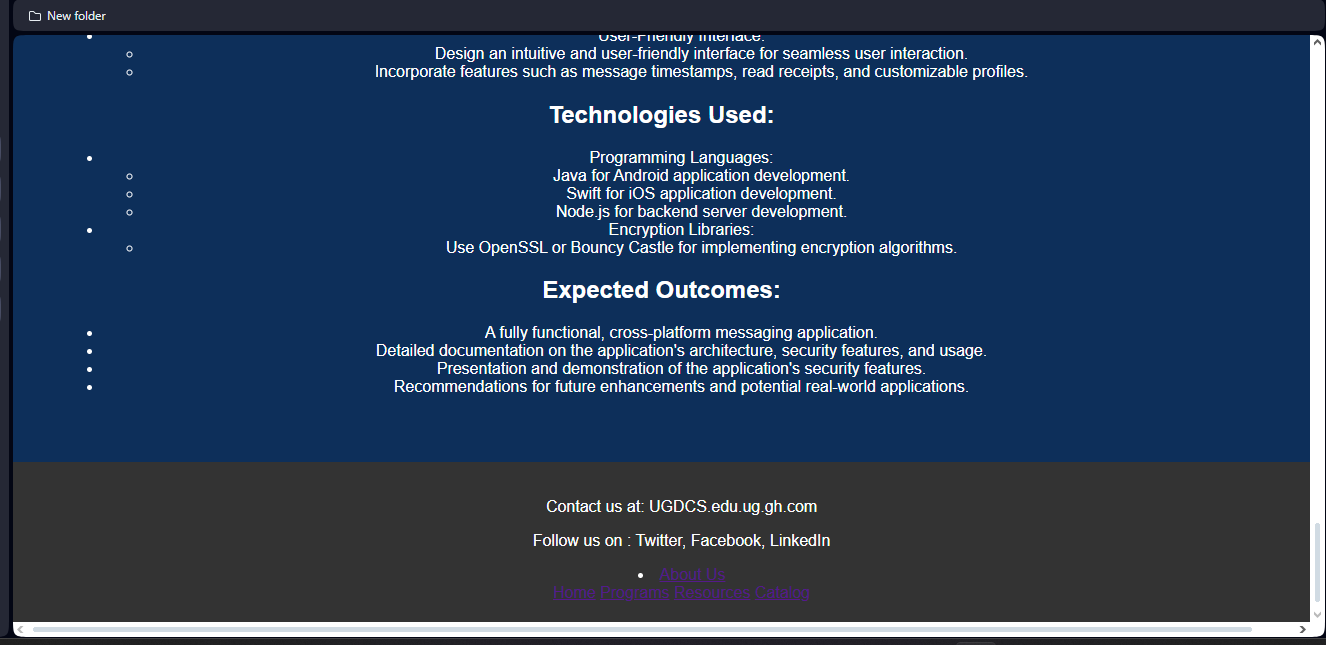 New folder
User-Friendly Interface:
Design an intuitive and user-friendly interface for seamless user interaction.
Incorporate features such as message timestamps, read receipts, and customizable profiles.
Technologies Used:
Programming Languages:
Java for Android application development.
Swift for iOS application development.
Node.js for backend server development.
Encryption Libraries:
Use OpenSSL or Bouncy Castle for implementing encryption algorithms.
Expected Outcomes:
A fully functional, cross-platform messaging application.
Detailed documentation on the application's architecture, security features, and usage.
Presentation and demonstration of the application's security features.
Recommendations for future enhancements and potential real-world applications.
Contact us at: UGDCS.edu.ug.gh.com
Follow us on : Twitter, Facebook, LinkedIn
About Us
Home Programs Resources Catalog